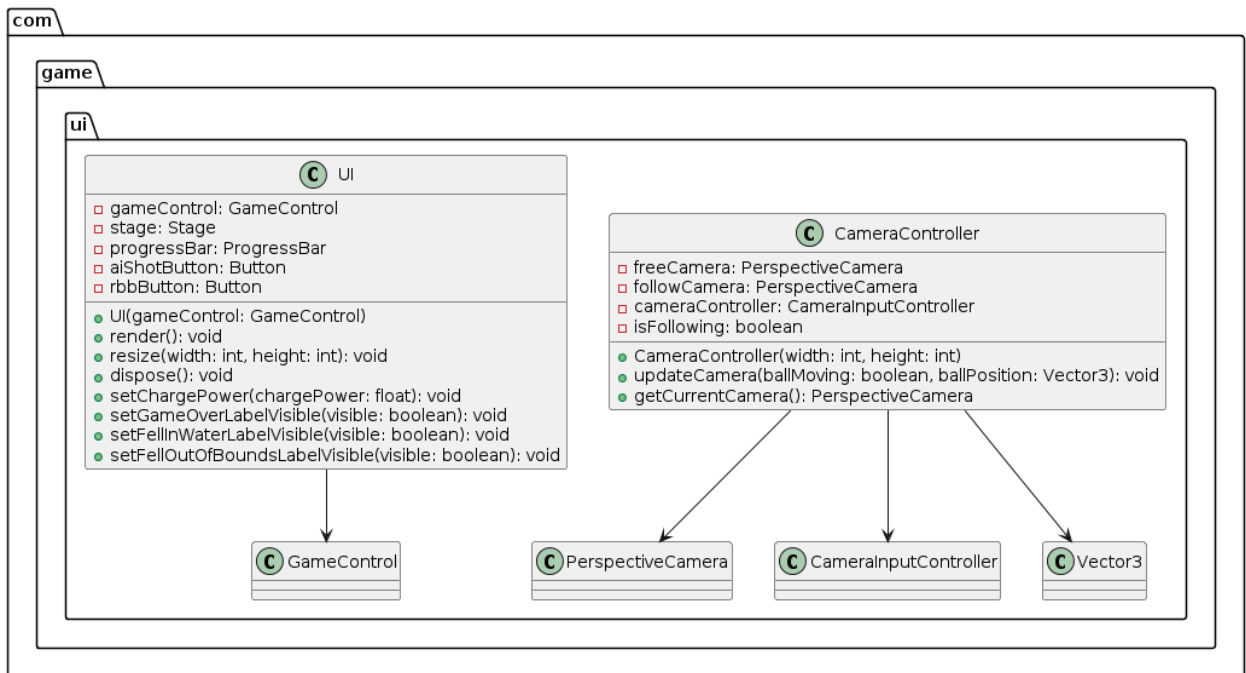 com
game
ui
C UI
gameControl: GameControl
stage: Stage
progressBar: ProgressBar
aiShotButton: Button
rbbButton: Button
UI(gameControl: GameControl)
render(): void
resize(width: int, height: int): void
dispose(): void
setChargePower(chargePower: float): void
setGameOverLabelVisible(visible: boolean): void
setFellInWaterLabelVisible(visible: boolean): void
setFellOutOfBoundsLabelVisible(visible: boolean): void
C CameraController
freeCamera: PerspectiveCamera
followCamera: PerspectiveCamera
cameraController: CameraInputController
isFollowing: boolean
CameraController(width: int, height: int)
updateCamera(ballMoving: boolean, ballPosition: Vector3): void
getCurrentCamera(): PerspectiveCamera
C GameControl
C PerspectiveCamera
C CameraInputController
C Vector3